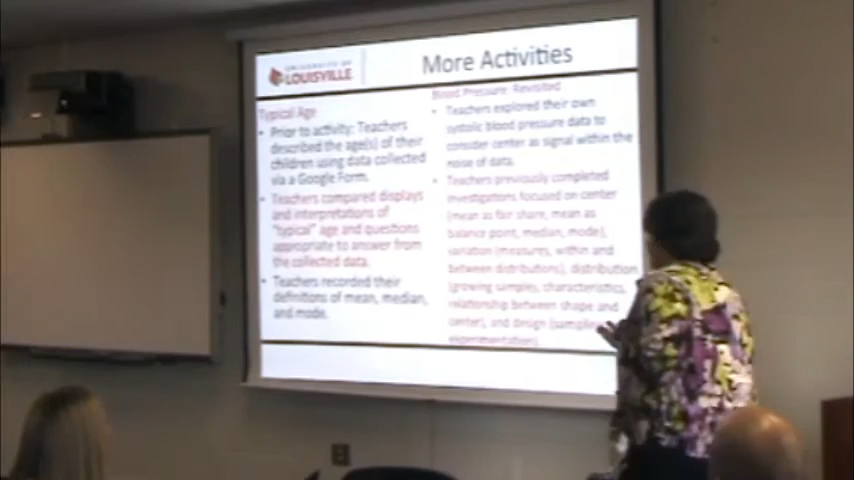 UNIVERSITY OF
LOUISVILLE
More Activities
Typical Age
• Prior to activity: Teachers
described the age(s) of their
children using data collected
via a Google Form.
• Teachers compared displays
and interpretations of
"typical" age and questions
appropriate to answer from
the collected data.
• Teachers recorded their
definitions of mean, median,
and mode.
Blood Pressure Revisited
• Teachers explored their own
systolic blood pressure data to
consider center as signal within the
noise of data.
• Teachers previously completed
investigations focused on center
(mean as fair share, mean as
balance point, median, mode),
variation (measures, within and
between distributions), distribution
(growing samples, characteristics,
relationship between shape and
center), and design (sampling
experimentation).